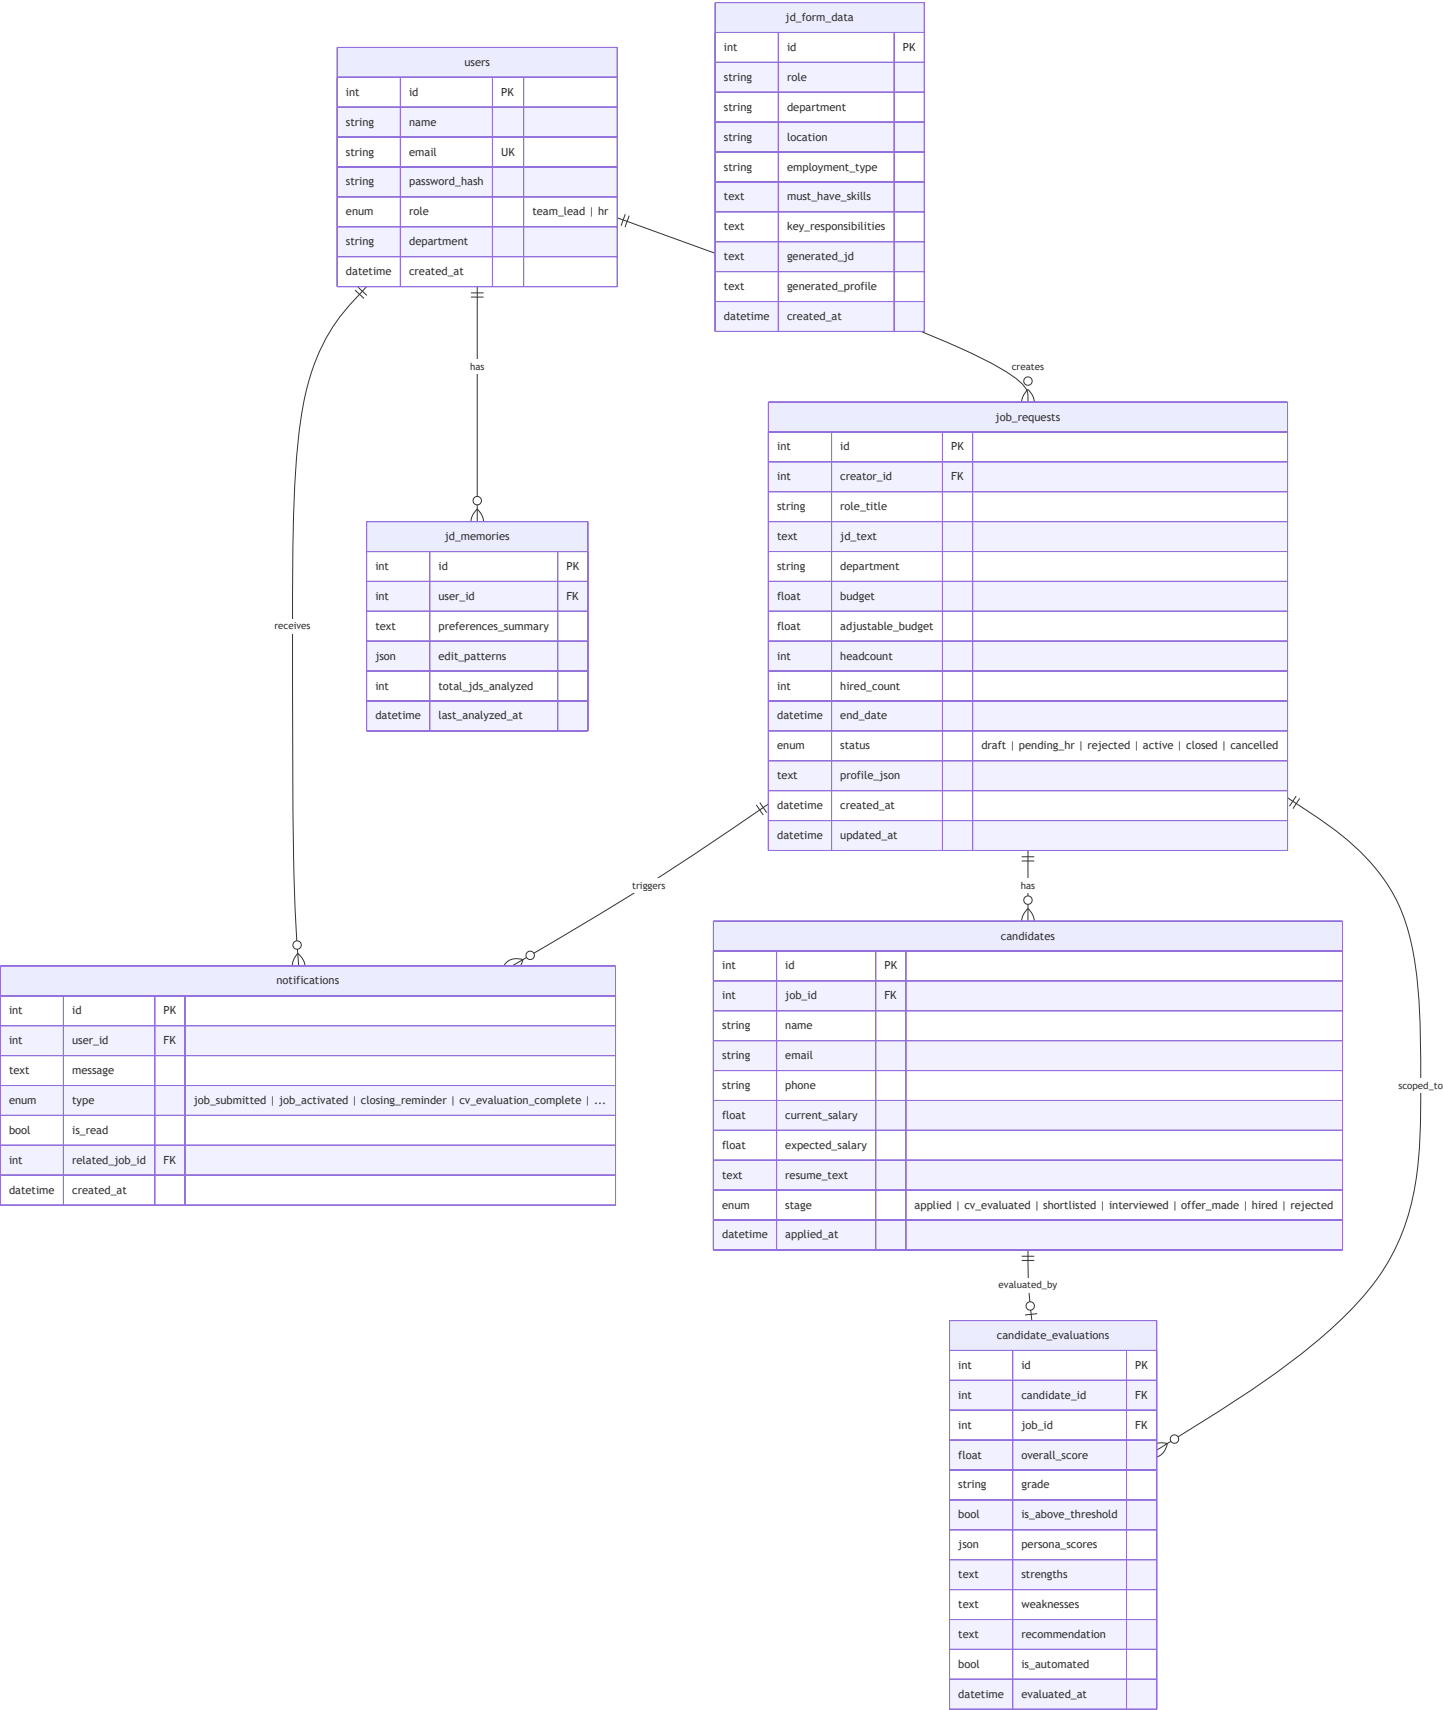 jd_form_data
int id PK
string role
string department
string location
string employment_type
text must_have_skills
text key_responsibilities
text generated_jd
text generated_profile
datetime created_at
users
int id PK
string name
string email UK
string password_hash
enum role team_lead | hr
string department
datetime created_at
creates
has
receives
job_requests
int id PK
int creator_id FK
string role_title
text jd_text
string department
float budget
float adjustable_budget
int headcount
int hired_count
datetime end_date
enum status draft | pending_hr | rejected | active | closed | cancelled
text profile_json
datetime created_at
datetime updated_at
jd_memories
int id PK
int user_id FK
text preferences_summary
json edit_patterns
int total_jds_analyzed
datetime last_analyzed_at
triggers
has
scoped_to
notifications
int id PK
int user_id FK
text message
enum type job_submitted | job_activated | closing_reminder | cv_evaluation_complete | ...
bool is_read
int related_job_id FK
datetime created_at
candidates
int id PK
int job_id FK
string name
string email
string phone
float current_salary
float expected_salary
text resume_text
enum stage applied | cv_evaluated | shortlisted | interviewed | offer_made | hired | rejected
datetime applied_at
evaluated_by
candidate_evaluations
int id PK
int candidate_id FK
int job_id FK
float overall_score
string grade
bool is_above_threshold
json persona_scores
text strengths
text weaknesses
text recommendation
bool is_automated
datetime evaluated_at